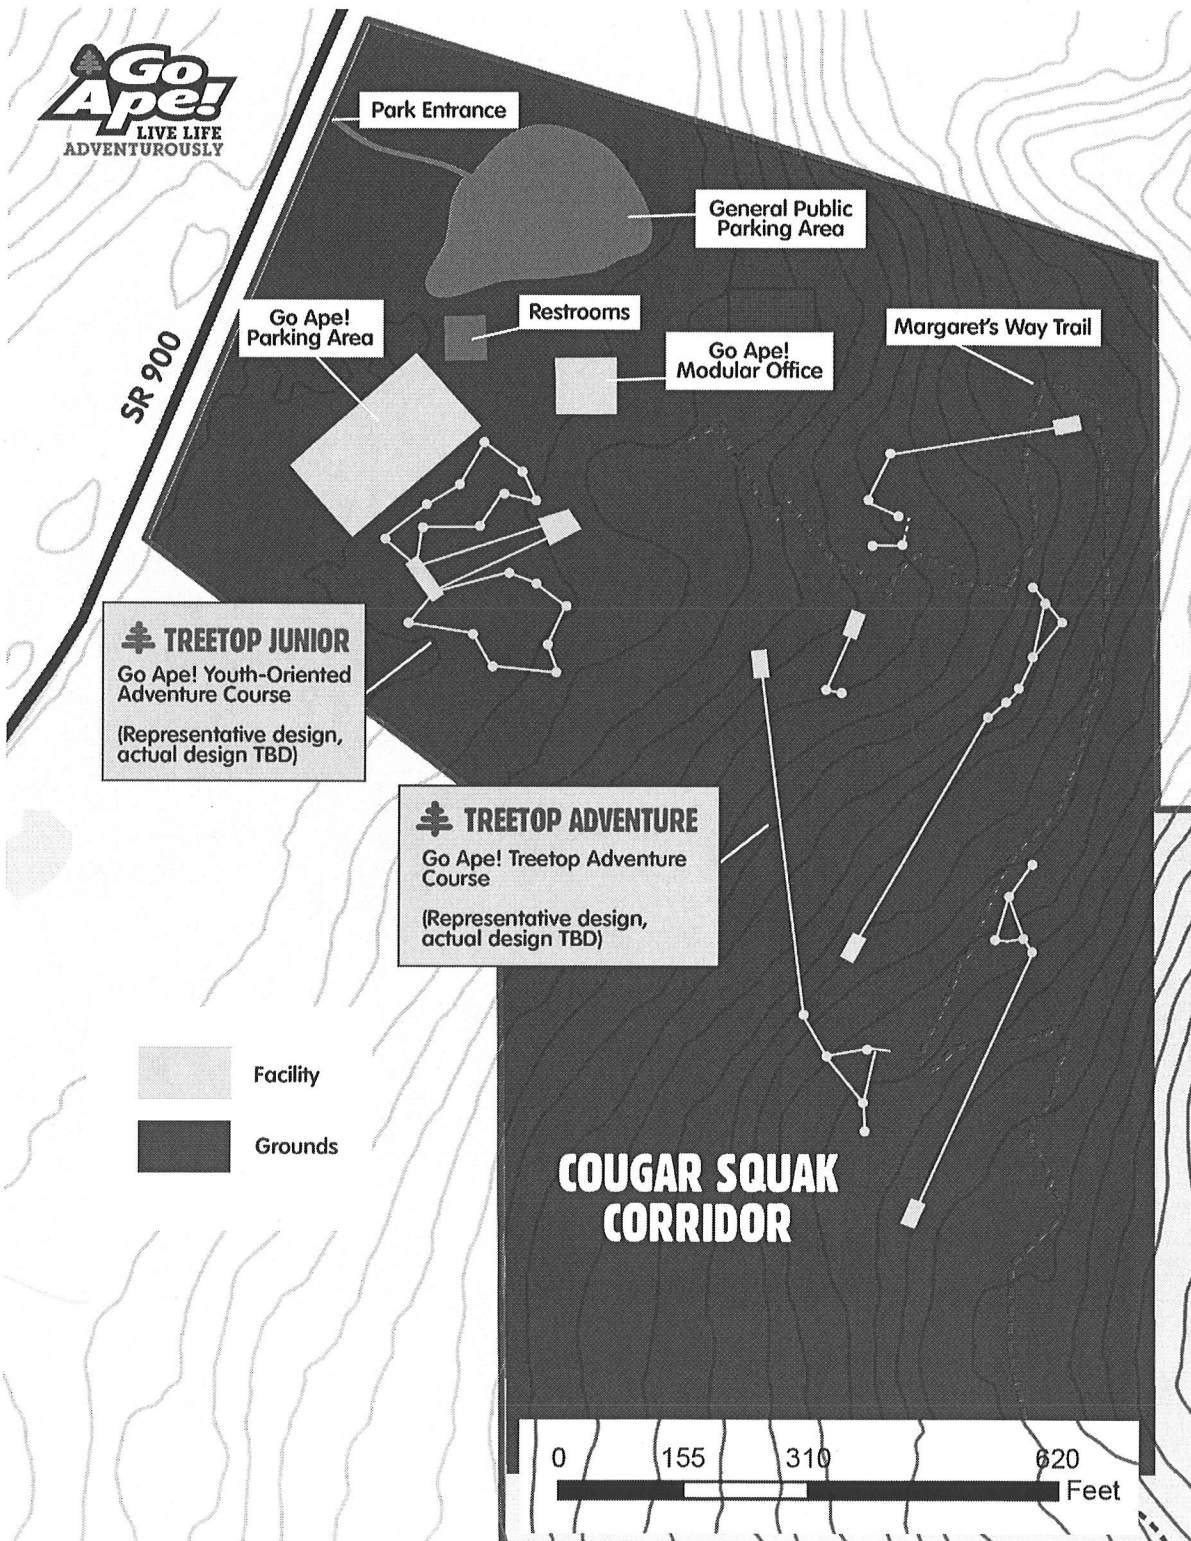 Go
Ape!
LIVE LIFE
ADVENTUROUSLY
Park Entrance
General Public
Parking Area
Go Ape!
Parking Area
Restrooms
Go Ape!
Modular Office
Margaret's Way Trail
SR 900
TREETOP JUNIOR
Go Ape! Youth-Oriented
Adventure Course
(Representative design,
actual design TBD)
TREETOP ADVENTURE
Go Ape! Treetop Adventure
Course
(Representative design,
actual design TBD)
Facility
Grounds
COUGAR SQUAK
CORRIDOR
0 155 310 620
Feet